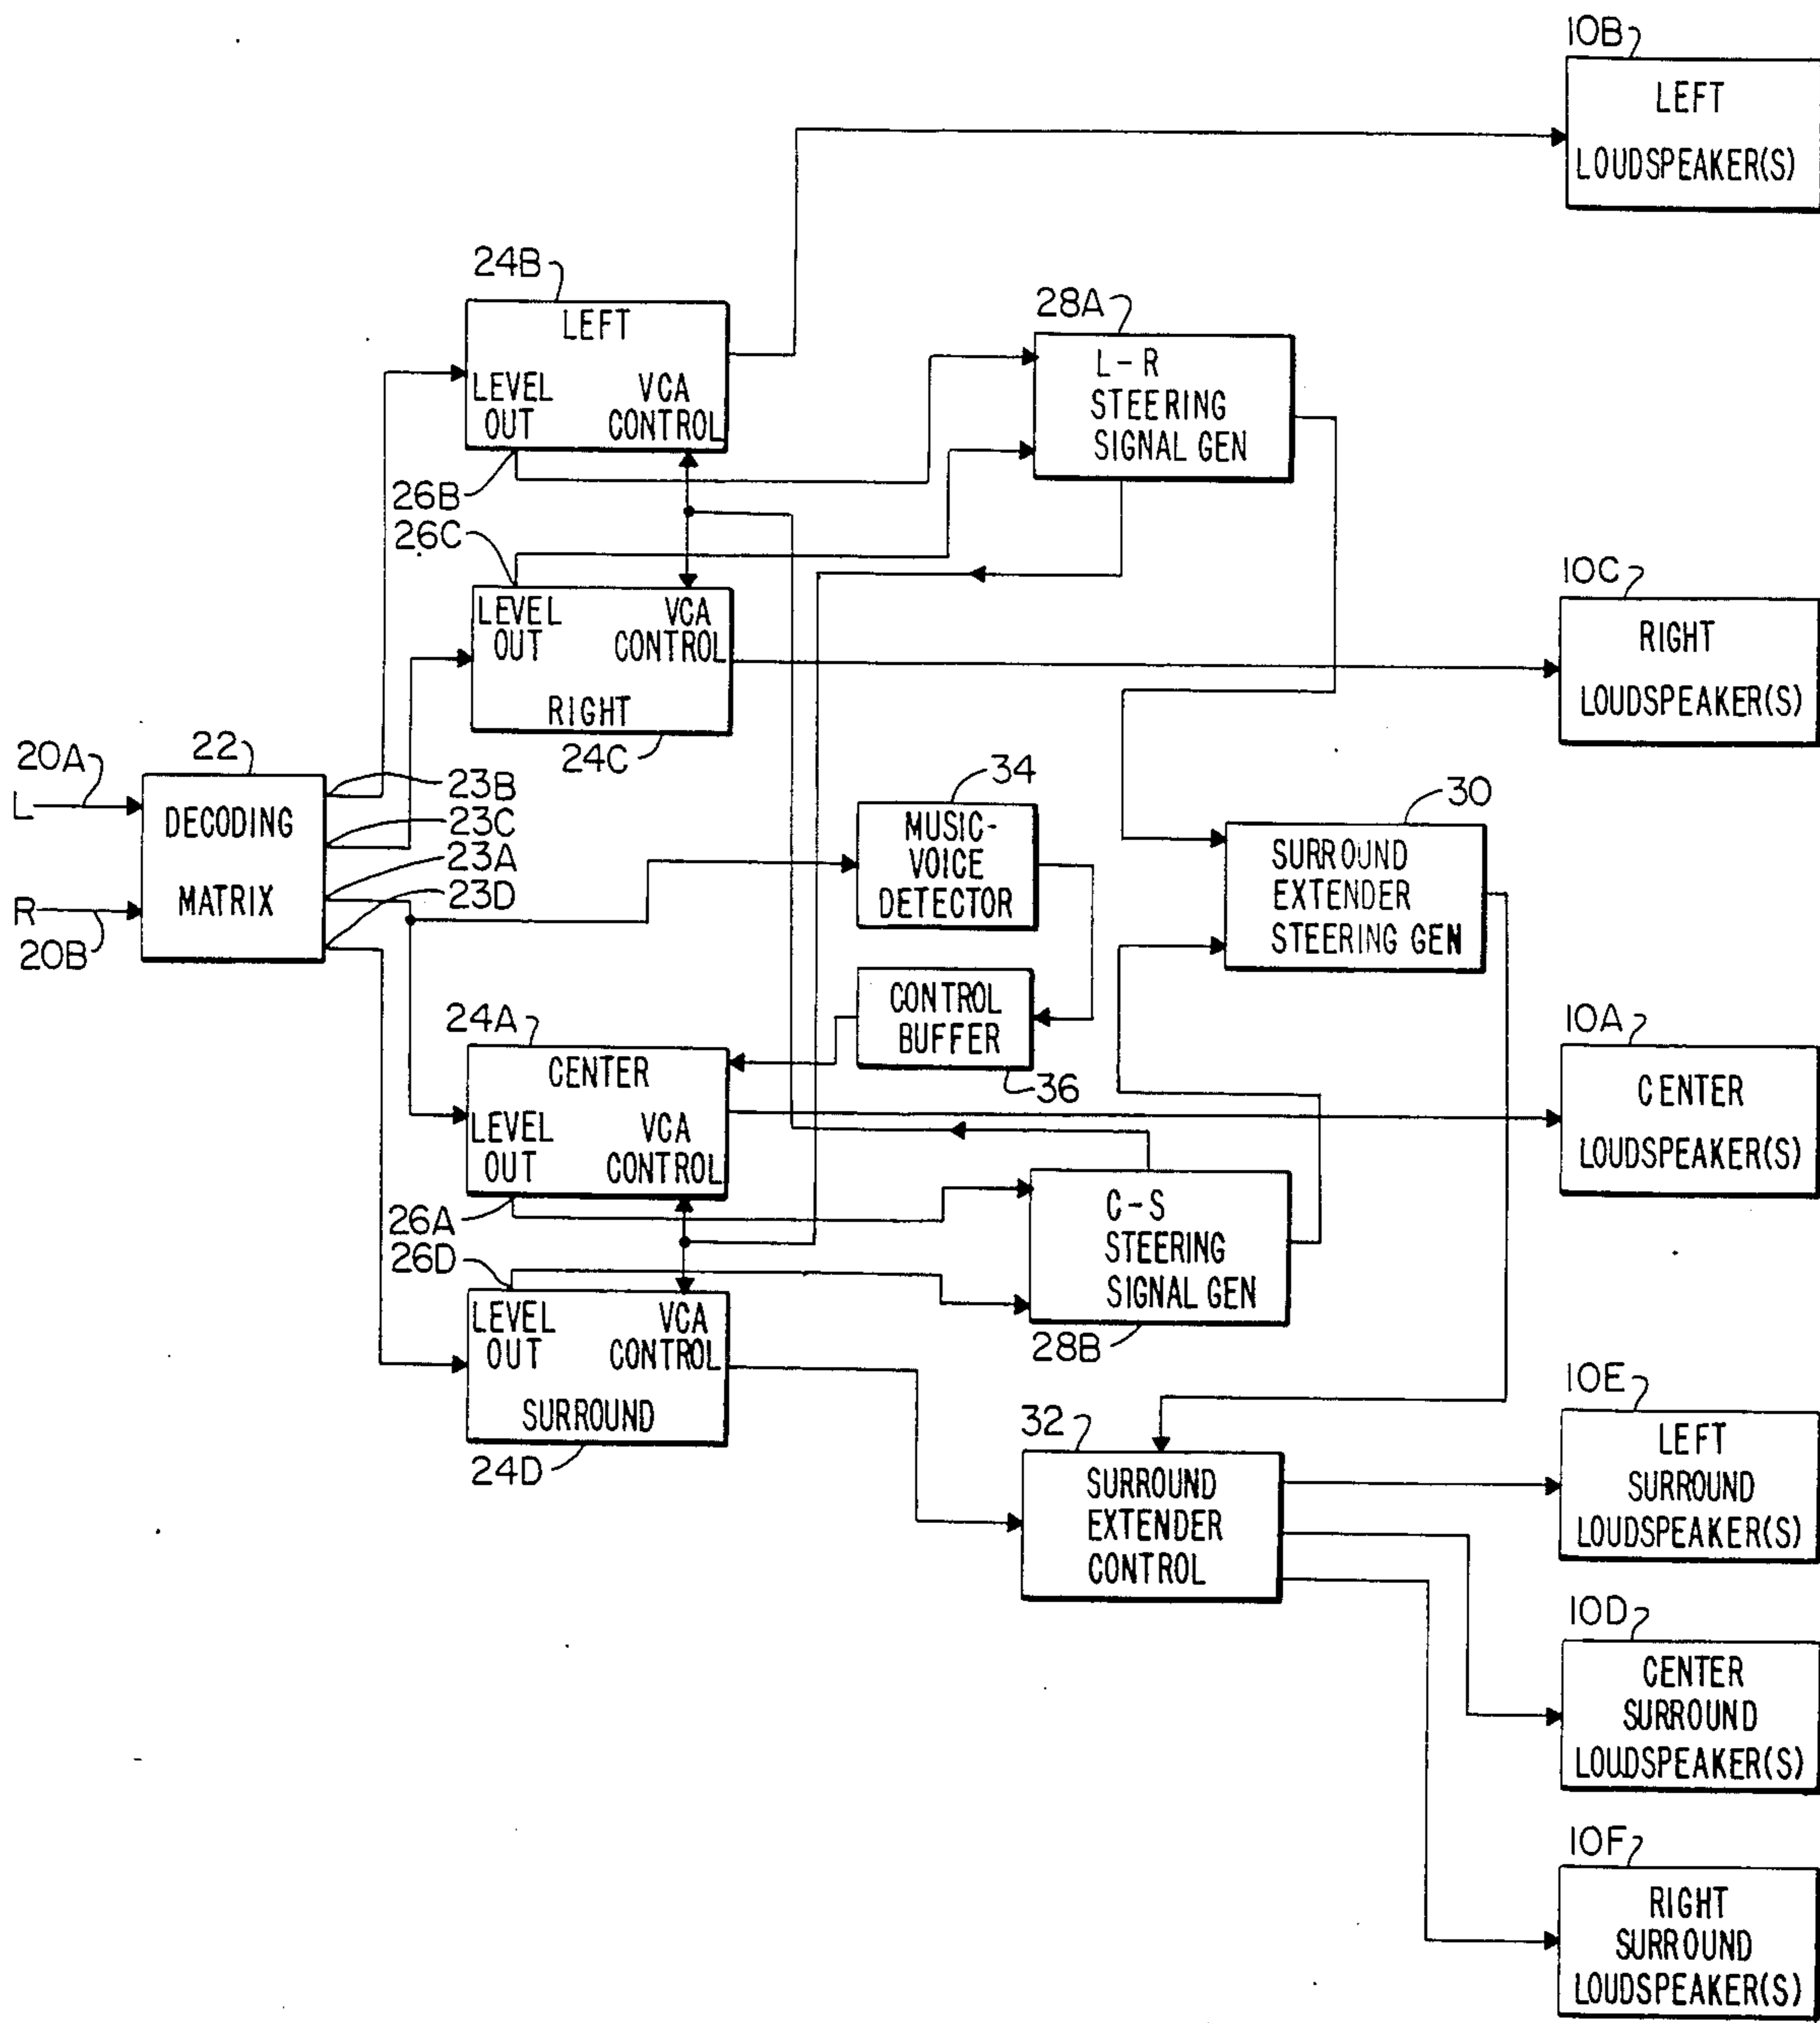 10B
LEFT
LOUDSPEAKER(S)
24B
LEFT
LEVEL OUT
VCA CONTROL
28A
L-R
STEERING
SIGNAL GEN
26B
26C
LEVEL OUT
VCA CONTROL
RIGHT
24C
10C
RIGHT
LOUDSPEAKER(S)
20A
L
R
20B
22
DECODING
MATRIX
23B
23C
23A
23D
34
MUSIC-
VOICE
DETECTOR
30
SURROUND
EXTENDER
STEERING GEN
CONTROL
BUFFER
36
24A
CENTER
LEVEL OUT
VCA CONTROL
10A
CENTER
LOUDSPEAKER(S)
26A
26D
C-S
STEERING
SIGNAL GEN
28B
LEVEL OUT
VCA CONTROL
SURROUND
24D
32
SURROUND
EXTENDER
CONTROL
10E
LEFT
SURROUND
LOUDSPEAKER(S)
10D
CENTER
SURROUND
LOUDSPEAKER(S)
10F
RIGHT
SURROUND
LOUDSPEAKER(S)